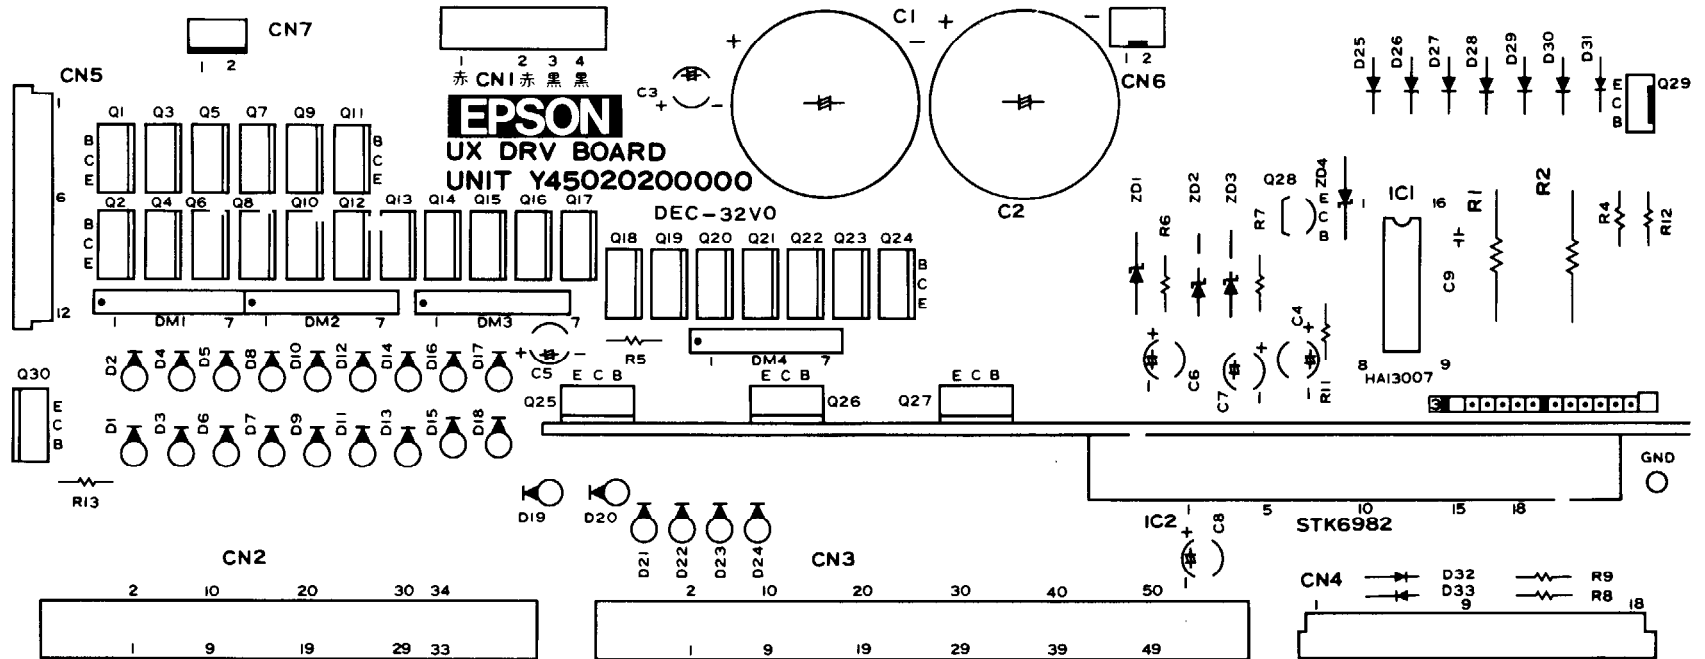 CN7
1 2
1 2 3 4
赤 CN1 赤 黒 黒
EPSON
UX DRV BOARD
UNIT Y45020200000
DEC-32V0
C3
+ -
+ C1 -
+ C2 -
1 2
CN6
D25 D26 D27 D28 D29 D30 D31
E C B
Q29
CN5
1
6
12
Q1 Q3 Q5 Q7 Q9 Q11
B C E
B C E
Q2 Q4 Q6 Q8 Q10 Q12 Q13 Q14 Q15 Q16 Q17
B C E
Q18 Q19 Q20 Q21 Q22 Q23 Q24
B C E
ZD1 R6 ZD2 ZD3 R7 Q28
E C B
ZD4
IC1
1 16
8 9
HA13007
C9
R1 R2 R4 R12
1 DM1 7
1 DM2 7
1 DM3 7
1 DM4 7
R5
+ -
C5
+ - C6
C7 + -
C4 + -
R11
D2 D4 D5 D8 D10 D12 D14 D16 D17
D1 D3 D6 D7 D9 D11 D13 D15 D18
Q30
E C B
R13
Q25
E C B
E C B
Q26
Q27
E C B
GND
D19 D20
D21 D22 D23 D24
IC2
1 5 10 15 18
STK6982
+ - C8
CN2
2 10 20 30 34
1 9 19 29 33
CN3
2 10 20 30 40 50
1 9 19 29 39 49
CN4
D32 R9
D33 R8
1 9 18